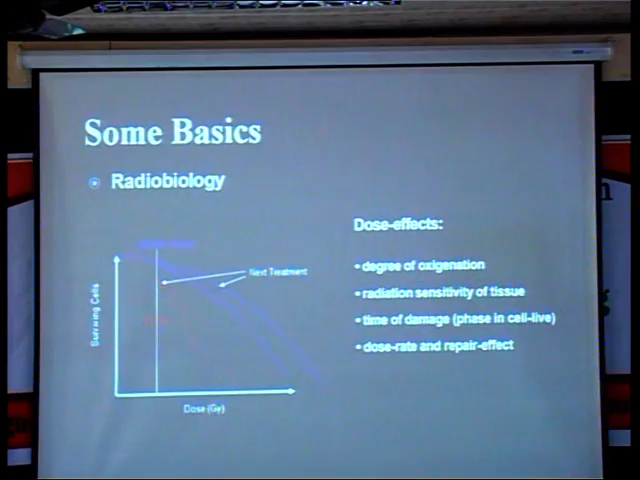 Some Basics
Radiobiology
Dose-effects:
• degree of oxigenation
• radiation sensitivity of tissue
• time of damage (phase in cell-live)
• dose-rate and repair-effect
Next Treatment
Surviving Cells
Dose (Gy)